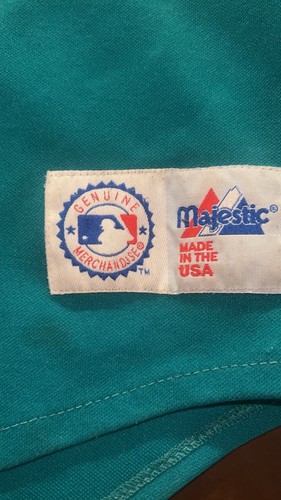 GENUINE
MERCHANDISE®
TM
Majestic®
MADE
IN THE
USA